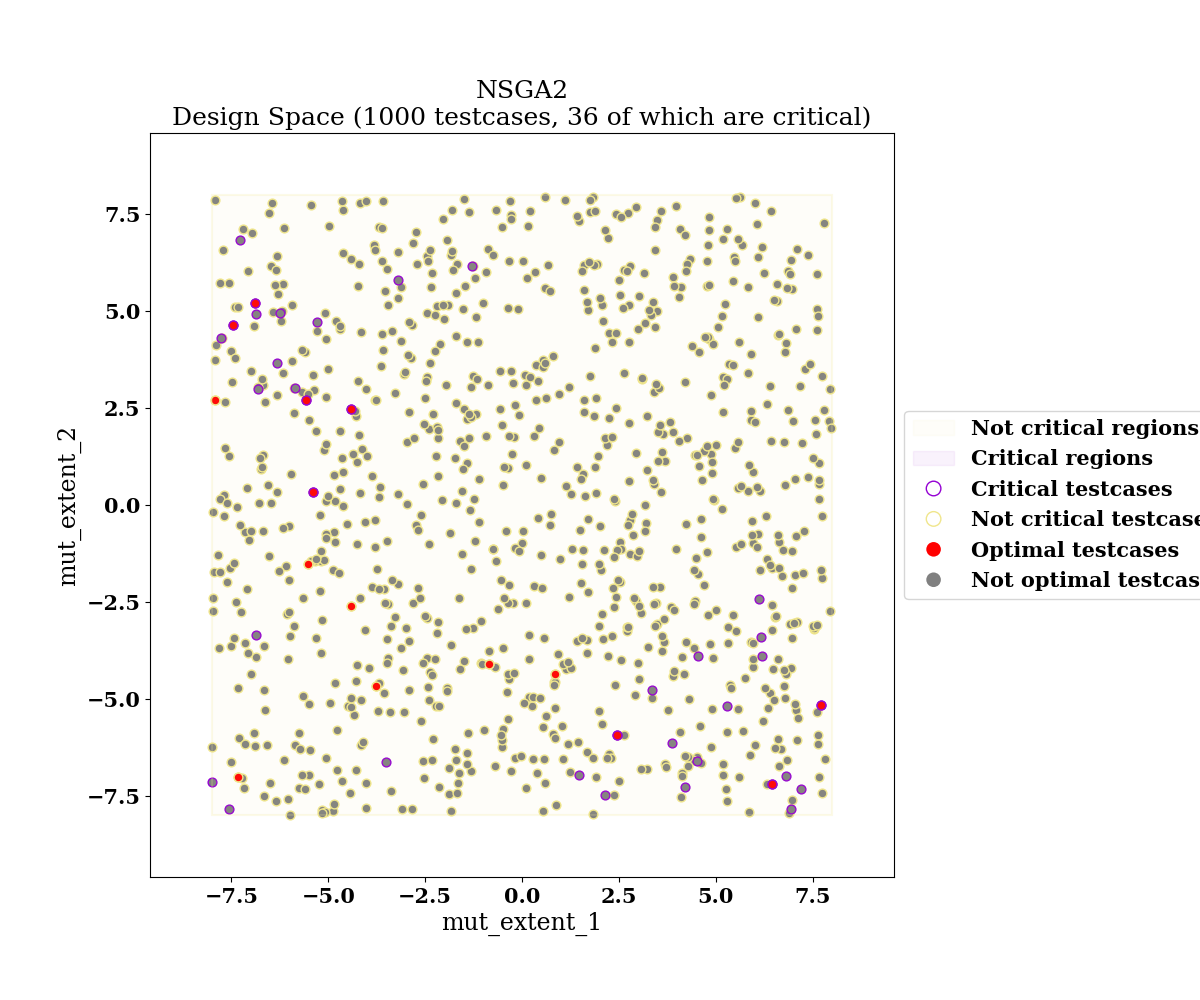 NSGA2
Design Space (1000 testcases, 36 of which are critical)
7.5
5.0
2.5
0.0
−2.5
−5.0
−7.5
mut_extent_2
−7.5
−5.0
−2.5
0.0
2.5
5.0
7.5
mut_extent_1
Not critical regions
Critical regions
Critical testcases
Not critical testcase
Optimal testcases
Not optimal testcas